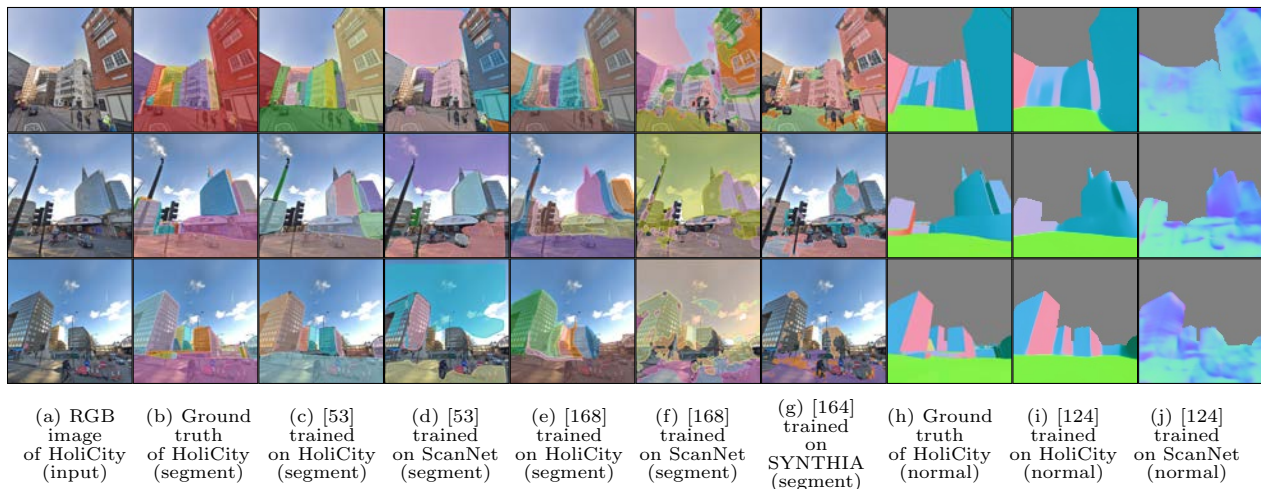 (a) RGB
image
of HoliCity
(input)
(b) Ground
truth
of HoliCity
(segment)
(c) [53]
trained
on HoliCity
(segment)
(d) [53]
trained
on ScanNet
(segment)
(e) [168]
trained
on HoliCity
(segment)
(f) [168]
trained
on ScanNet
(segment)
(g) [164]
trained
on
SYNTHIA
(segment)
(h) Ground
truth
of HoliCity
(normal)
(i) [124]
trained
on HoliCity
(normal)
(j) [124]
trained
on ScanNet
(normal)